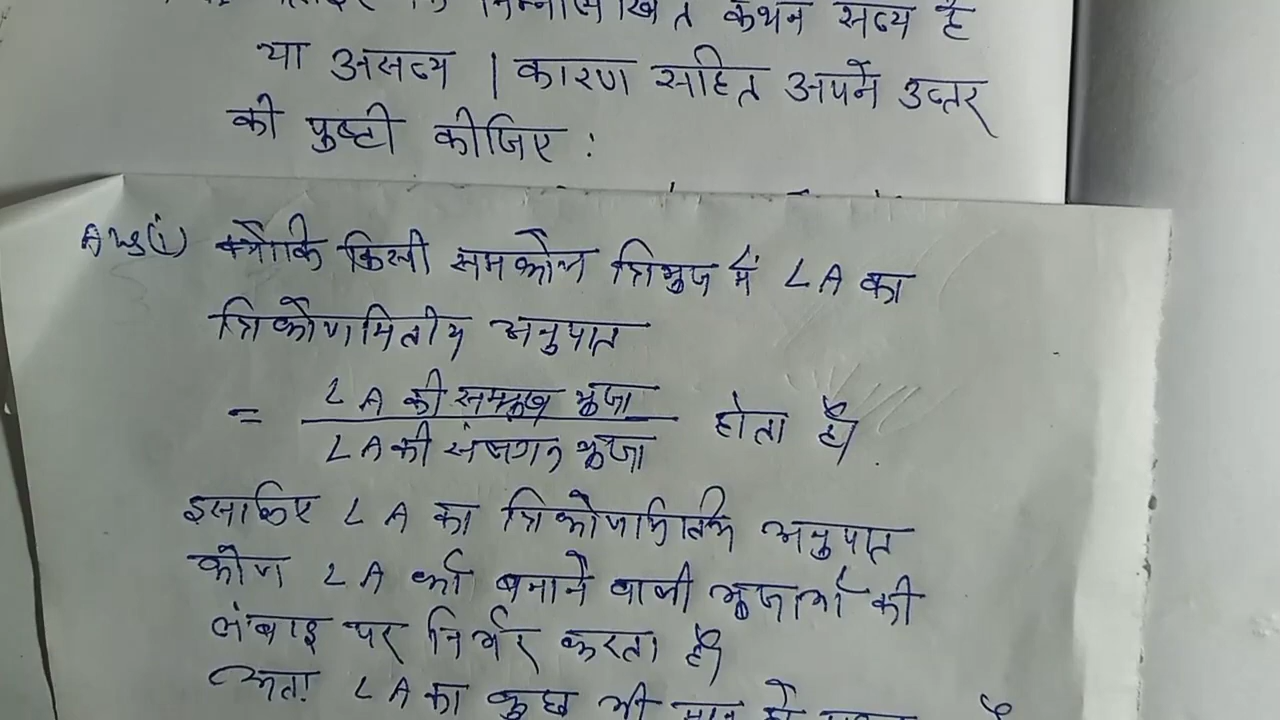 निम्नलिखित कथन सत्य है
या असत्य | कारण सहित अपने उत्तर
की पुष्टी कीजिए :
Ans(i) क्योंकि किसी समकोण त्रिभुज में ∠A का
त्रिकोणमितीय अनुपात
= ∠A की सम्मुख भुजा
∠A की संलग्न भुजा होता है।
इसलिए ∠A का त्रिकोणमितिक अनुपात
कोण ∠A को बनाने वाली भुजाओं की
लंबाइ पर निर्भर करता है।
अतः ∠A का कुछ भी मान हो